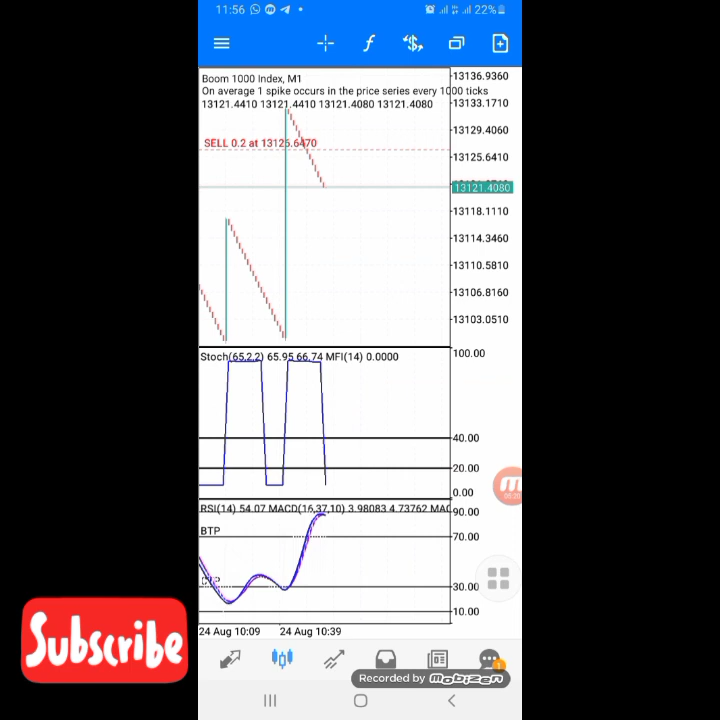 11:56
22%
Boom 1000 Index, M1
On average 1 spike occurs in the price series every 1000 ticks
13121.4410 13121.4410 13121.4080 13121.4080
SELL 0.2 at 13126.6470
13136.9360
13133.1710
13129.4060
13125.6410
13121.4080
13118.1110
13114.3460
13110.5810
13106.8160
13103.0510
Stoch(65,2,2) 65.95 66.74 MFI(14) 0.0000
100.00
40.00
20.00
0.00
RSI(14) 54.07 MACD(16,37,10) 3.98083 4.73762 MAC
90.00
BTP
70.00
30.00
10.00
24 Aug 10:09 24 Aug 10:39
05:20
Subscribe
1
Recorded by mobizen